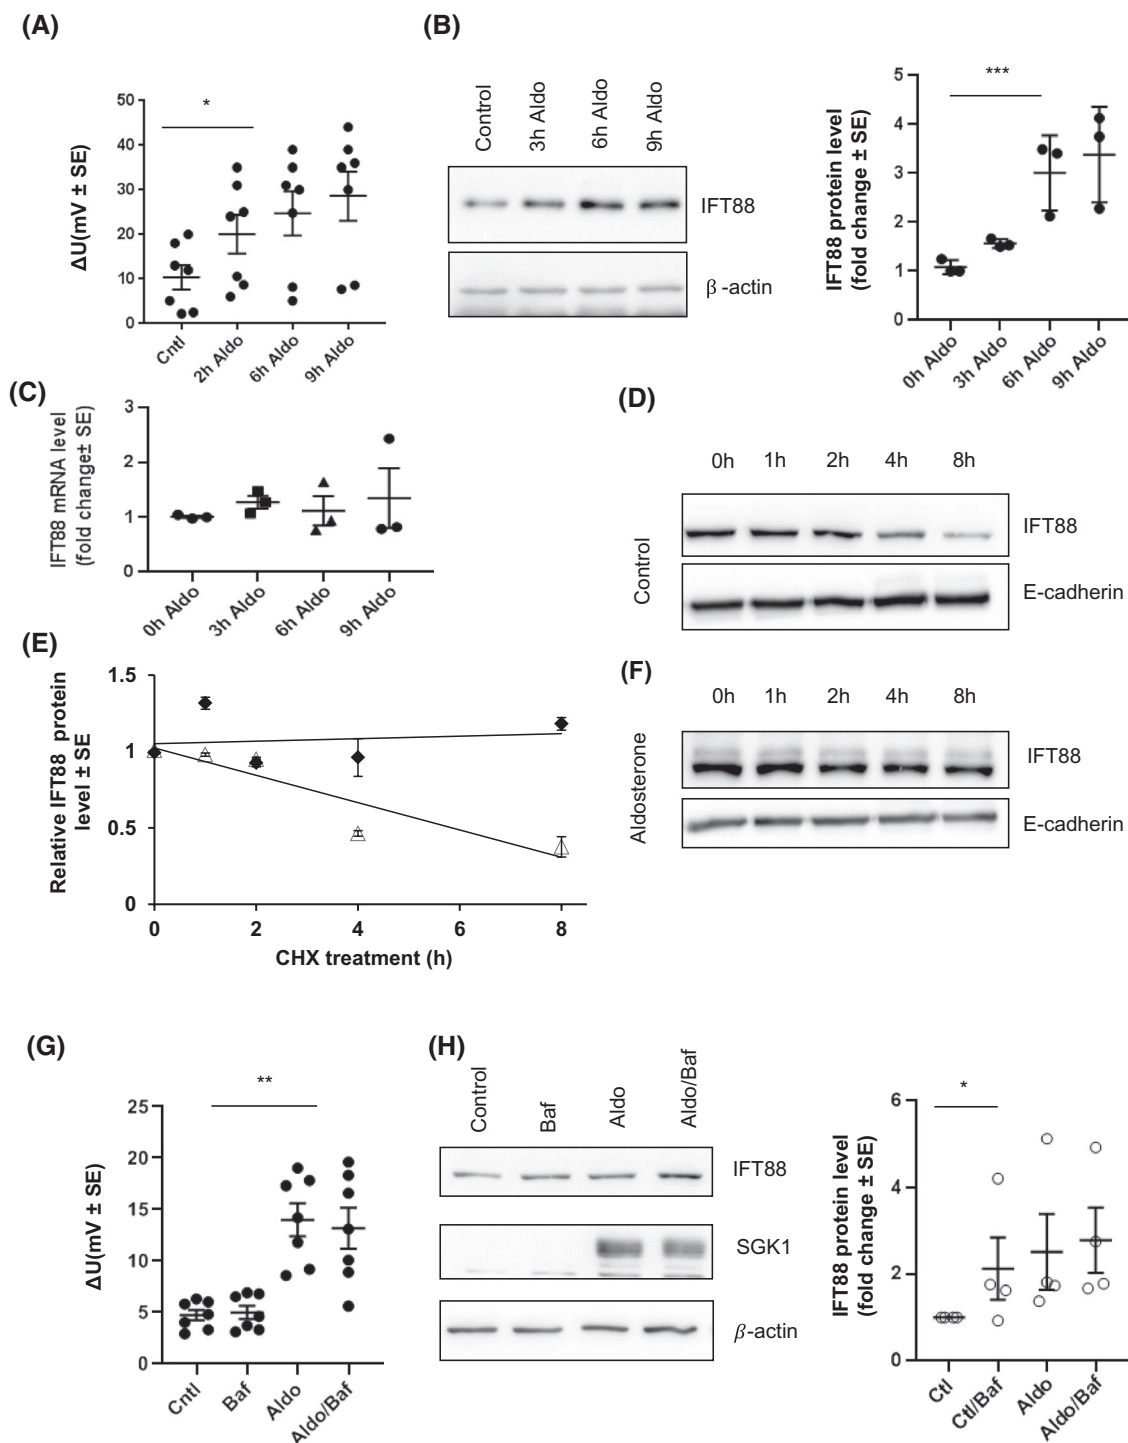 (A)
ΔU(mV ± SE)
50
40
30
20
10
0
*
Cntl
2h Aldo
6h Aldo
9h Aldo
(B)
Control
3h Aldo
6h Aldo
9h Aldo
IFT88
β -actin
IFT88 protein level
(fold change ± SE)
5
4
3
2
1
0
***
0h Aldo
3h Aldo
6h Aldo
9h Aldo
(C)
IFT88 mRNA level
(fold change± SE)
3
2
1
0
0h Aldo
3h Aldo
6h Aldo
9h Aldo
(D)
0h 1h 2h 4h 8h
Control
IFT88
E-cadherin
(E)
Relative IFT88 protein
level ± SE
1.5
1
0.5
0
0 2 4 6 8
CHX treatment (h)
(F)
0h 1h 2h 4h 8h
Aldosterone
IFT88
E-cadherin
(G)
ΔU(mV ± SE)
25
20
15
10
5
0
**
Cntl
Baf
Aldo
Aldo/Baf
(H)
Control
Baf
Aldo
Aldo/Baf
IFT88
SGK1
β-actin
IFT88 protein level
(fold change ± SE)
6
4
2
0
*
Ctl
Ctl/Baf
Aldo
Aldo/Baf